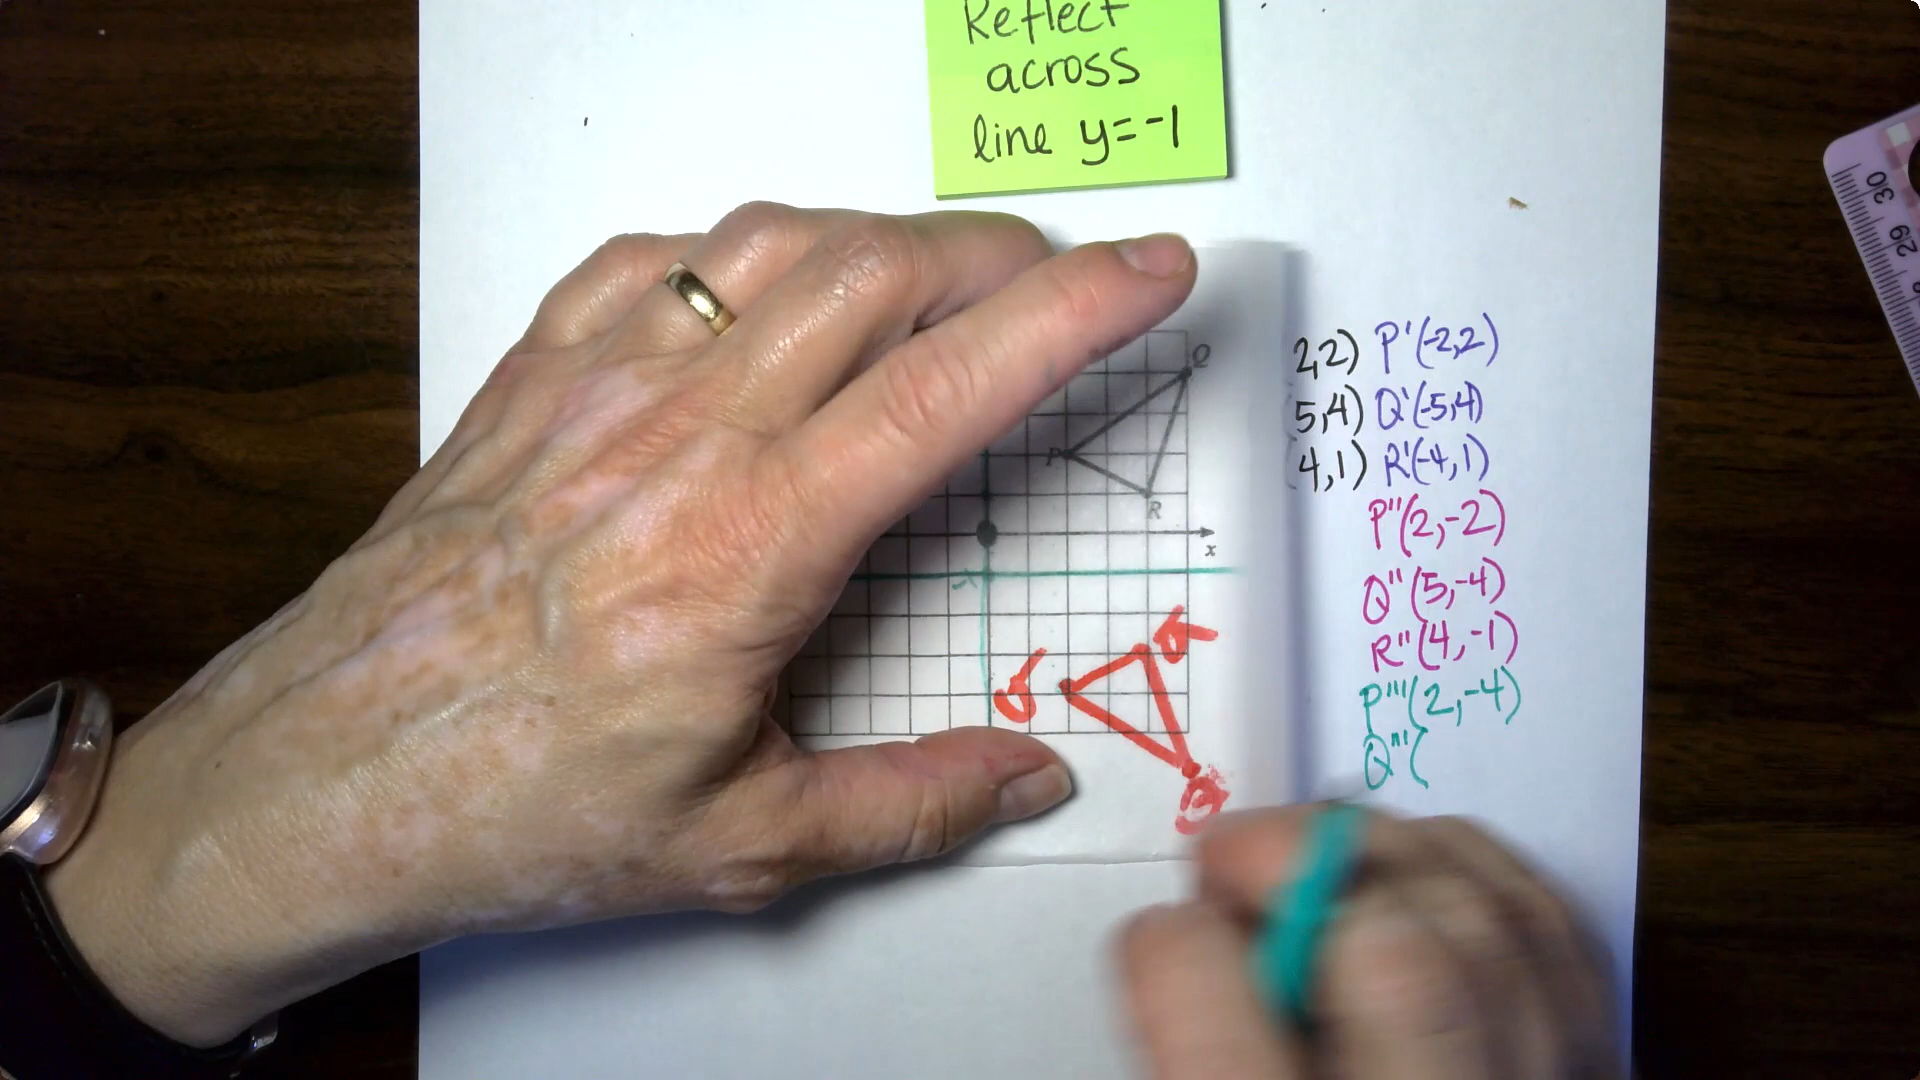 Reflect
across
line y=-1
Q
P
R
x
-1
P
R
Q
2,2) P'(-2,2)
5,4) Q'(-5,4)
4,1) R'(-4,1)
P"(2,-2)
Q"(5,-4)
R"(4,-1)
P'''(2,-4)
Q'''(
30
29